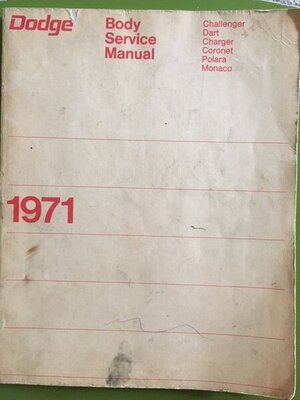 Dodge
Body
Service
Manual
Challenger
Dart
Charger
Coronet
Polara
Monaco
1971